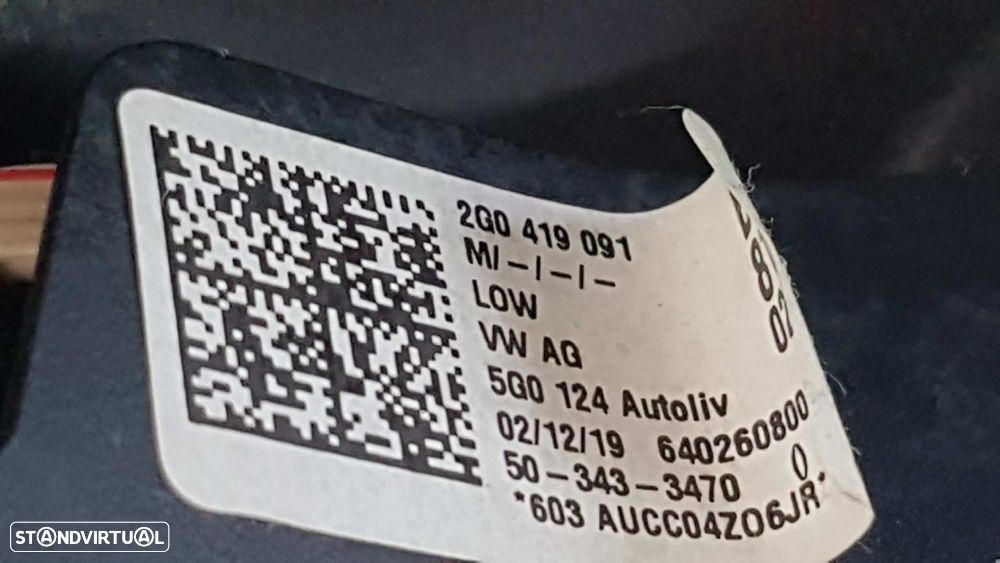 2G0 419 091
M/-/-/-
LOW
VW AG
5G0 124 Autoliv
02/12/19 640260800
50-343-3470 0
*603 AUCC04ZO6JR*
STANDVIRTUAL